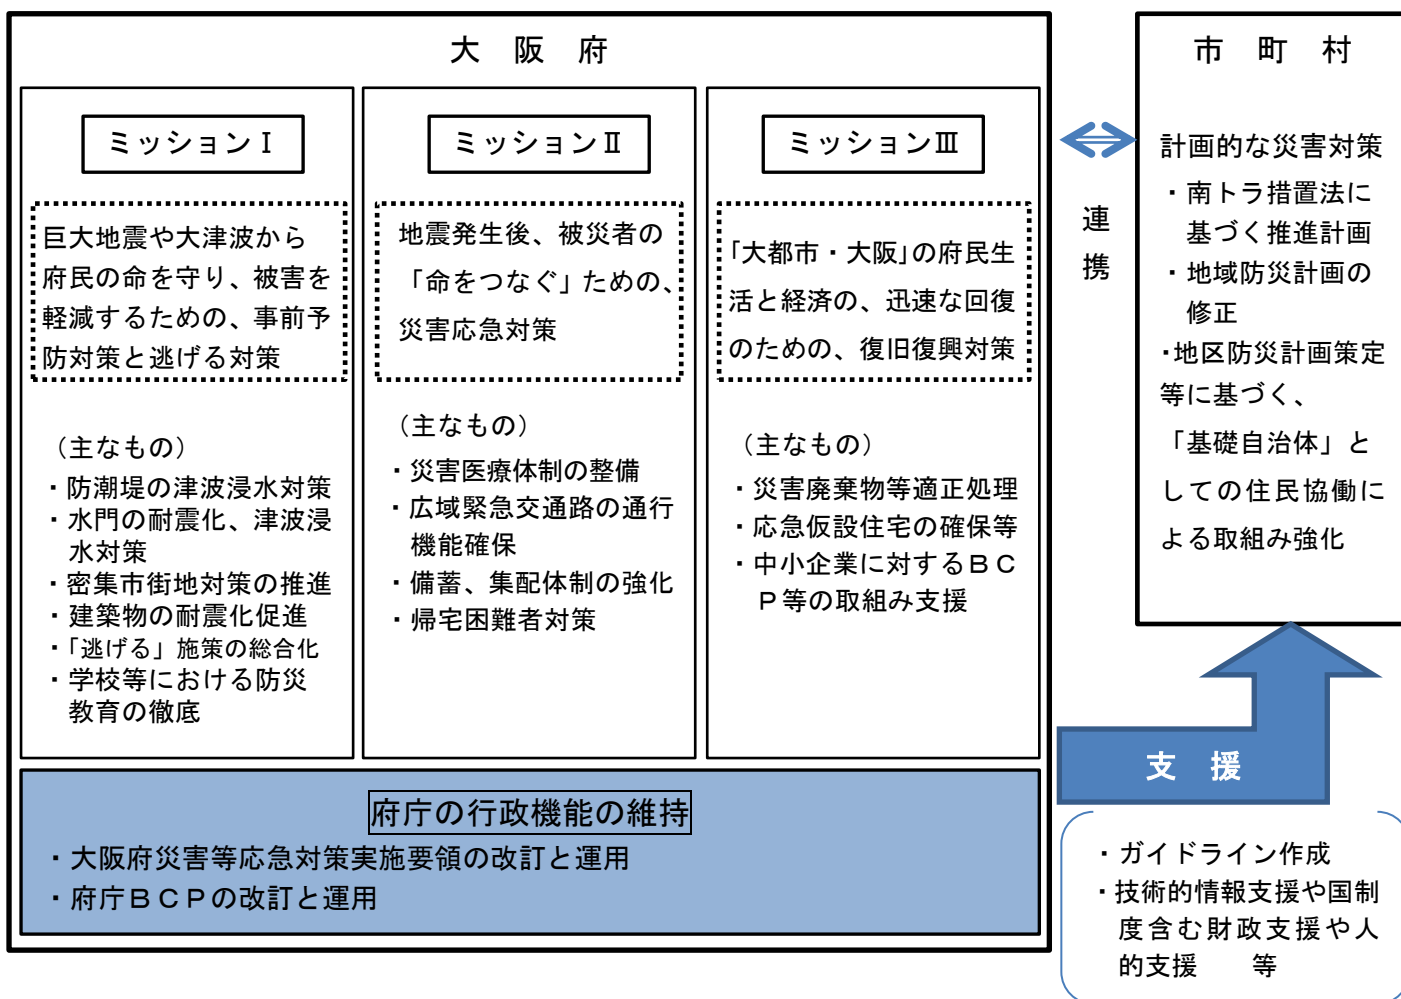 大　阪　府
ミッションⅠ
巨大地震や大津波から
府民の命を守り、被害を
軽減するための、事前予
防対策と逃げる対策
（主なもの）
・防潮堤の津波浸水対策
・水門の耐震化、津波浸
水対策
・密集市街地対策の推進
・建築物の耐震化促進
・「逃げる」施策の総合化
・学校等における防災
教育の徹底
ミッションⅡ
地震発生後、被災者の
「命をつなぐ」ための、
災害応急対策
（主なもの）
・災害医療体制の整備
・広域緊急交通路の通行
機能確保
・備蓄、集配体制の強化
・帰宅困難者対策
ミッションⅢ
「大都市・大阪」の府民生
活と経済の、迅速な回復
のための、復旧復興対策
（主なもの）
・災害廃棄物等適正処理
・応急仮設住宅の確保等
・中小企業に対するＢＣ
Ｐ等の取組み支援
府庁の行政機能の維持
・大阪府災害等応急対策実施要領の改訂と運用
・府庁ＢＣＰの改訂と運用
連
携
市　町　村
計画的な災害対策
・南トラ措置法に
基づく推進計画
・地域防災計画の
修正
・地区防災計画策定
等に基づく、
「基礎自治体」と
しての住民協働に
よる取組み強化
支　援
・ガイドライン作成
・技術的情報支援や国制
度含む財政支援や人
的支援　　等